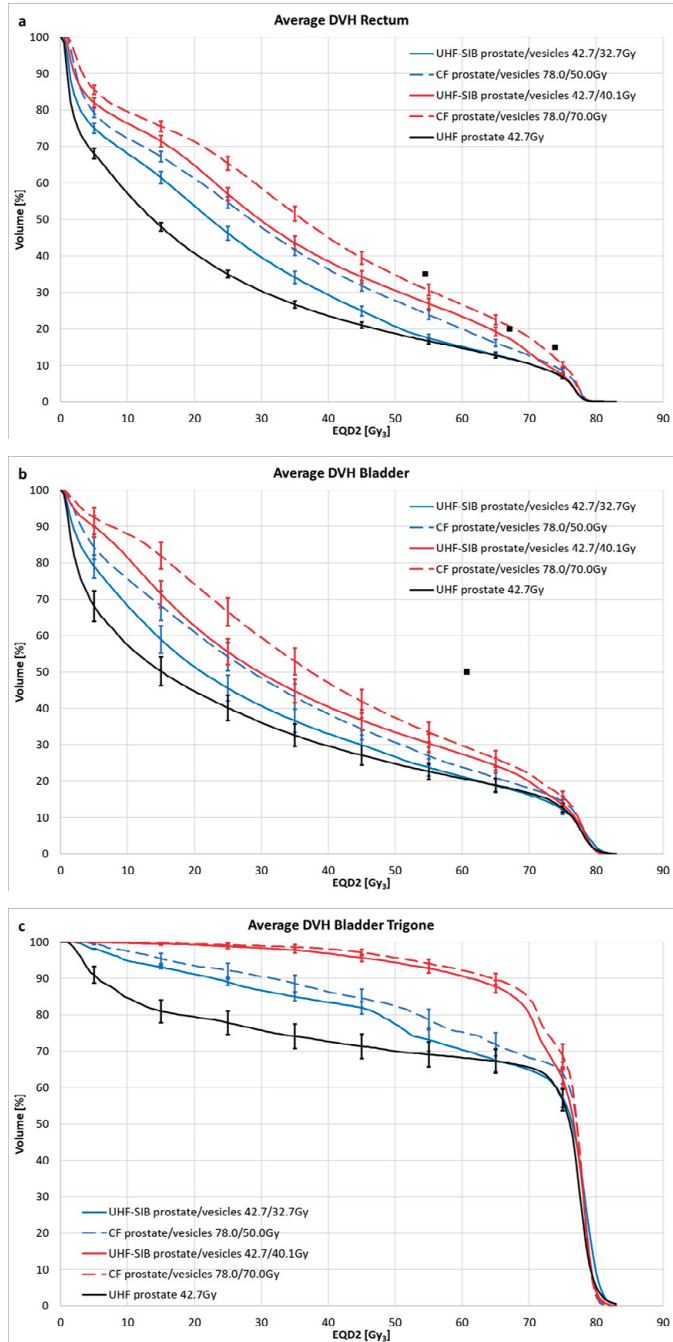 a
Average DVH Rectum
100
90
80
70
60
50
40
30
20
10
0
Volume [%]
UHF-SIB prostate/vesicles 42.7/32.7Gy
CF prostate/vesicles 78.0/50.0Gy
UHF-SIB prostate/vesicles 42.7/40.1Gy
CF prostate/vesicles 78.0/70.0Gy
UHF prostate 42.7Gy
0 10 20 30 40 50 60 70 80 90
EQD2 [Gy₃]
b
Average DVH Bladder
100
90
80
70
60
50
40
30
20
10
0
Volume [%]
UHF-SIB prostate/vesicles 42.7/32.7Gy
CF prostate/vesicles 78.0/50.0Gy
UHF-SIB prostate/vesicles 42.7/40.1Gy
CF prostate/vesicles 78.0/70.0Gy
UHF prostate 42.7Gy
0 10 20 30 40 50 60 70 80 90
EQD2 [Gy₃]
c
Average DVH Bladder Trigone
100
90
80
70
60
50
40
30
20
10
0
Volume [%]
UHF-SIB prostate/vesicles 42.7/32.7Gy
CF prostate/vesicles 78.0/50.0Gy
UHF-SIB prostate/vesicles 42.7/40.1Gy
CF prostate/vesicles 78.0/70.0Gy
UHF prostate 42.7Gy
0 10 20 30 40 50 60 70 80 90
EQD2 [Gy₃]